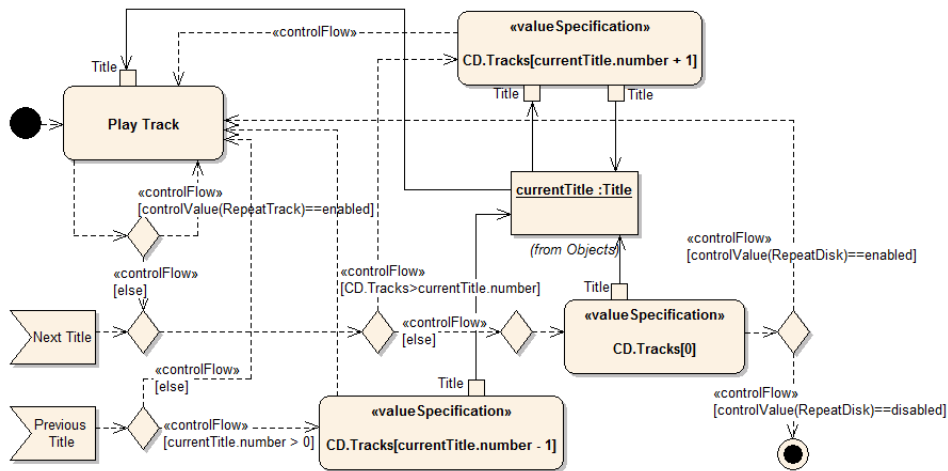 «controlFlow»
«valueSpecification»
CD.Tracks[currentTitle.number + 1]
Title
Title
Title
Play Track
«controlFlow»
[controlValue(RepeatTrack)==enabled]
currentTitle :Title
(from Objects)
«controlFlow»
[controlValue(RepeatDisk)==enabled]
«controlFlow»
[else]
«controlFlow»
[CD.Tracks>currentTitle.number]
Title
Next Title
«controlFlow»
[else]
«valueSpecification»
CD.Tracks[0]
«controlFlow»
[else]
Title
«controlFlow»
[controlValue(RepeatDisk)==disabled]
Previous
Title
«controlFlow»
[currentTitle.number > 0]
«valueSpecification»
CD.Tracks[currentTitle.number - 1]